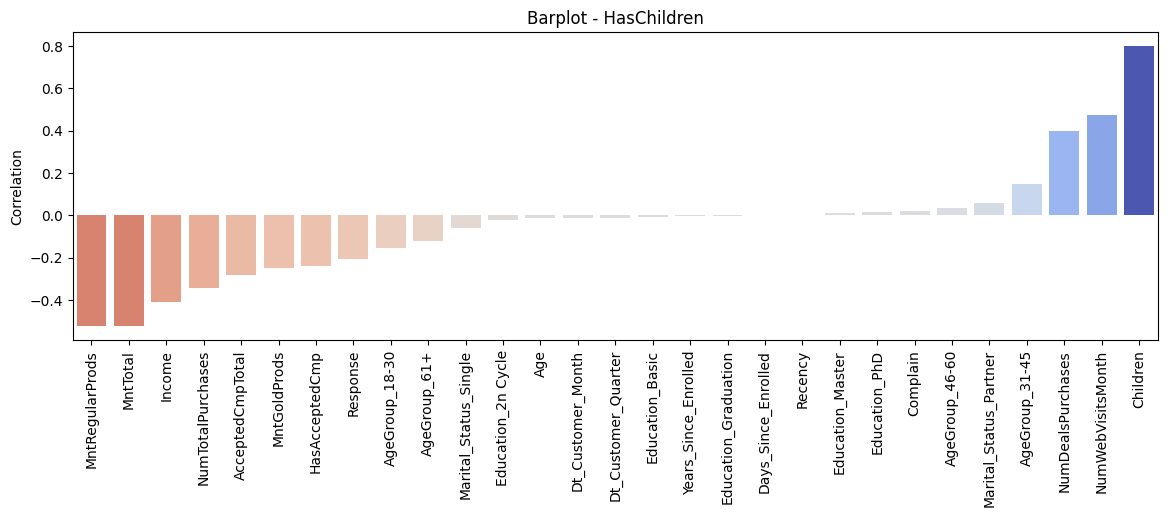 Barplot - HasChildren
Correlation
0.8
0.6
0.4
0.2
0.0
−0.2
−0.4
MntRegularProds
MntTotal
Income
NumTotalPurchases
AcceptedCmpTotal
MntGoldProds
HasAcceptedCmp
Response
AgeGroup_18-30
AgeGroup_61+
Marital_Status_Single
Education_2n Cycle
Age
Dt_Customer_Month
Dt_Customer_Quarter
Education_Basic
Years_Since_Enrolled
Education_Graduation
Days_Since_Enrolled
Recency
Education_Master
Education_PhD
Complain
AgeGroup_46-60
Marital_Status_Partner
AgeGroup_31-45
NumDealsPurchases
NumWebVisitsMonth
Children